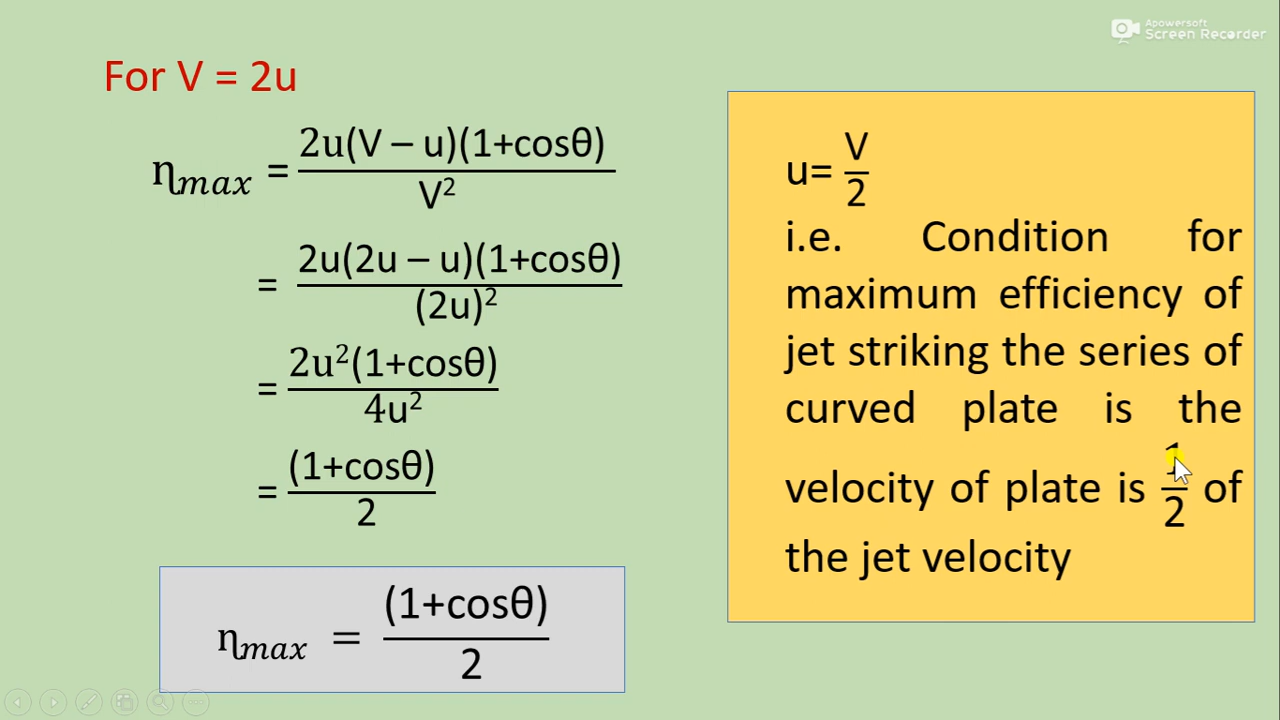 Apowersoft
Screen Recorder
For V = 2u
η𝑚𝑎𝑥 = 2u(V – u)(1+cosθ) / V²
= 2u(2u – u)(1+cosθ) / (2u)²
= 2u²(1+cosθ) / 4u²
= (1+cosθ) / 2
η𝑚𝑎𝑥 = (1+cosθ) / 2
u= V / 2
i.e. Condition for
maximum efficiency of
jet striking the series of
curved plate is the
velocity of plate is 1/2 of
the jet velocity